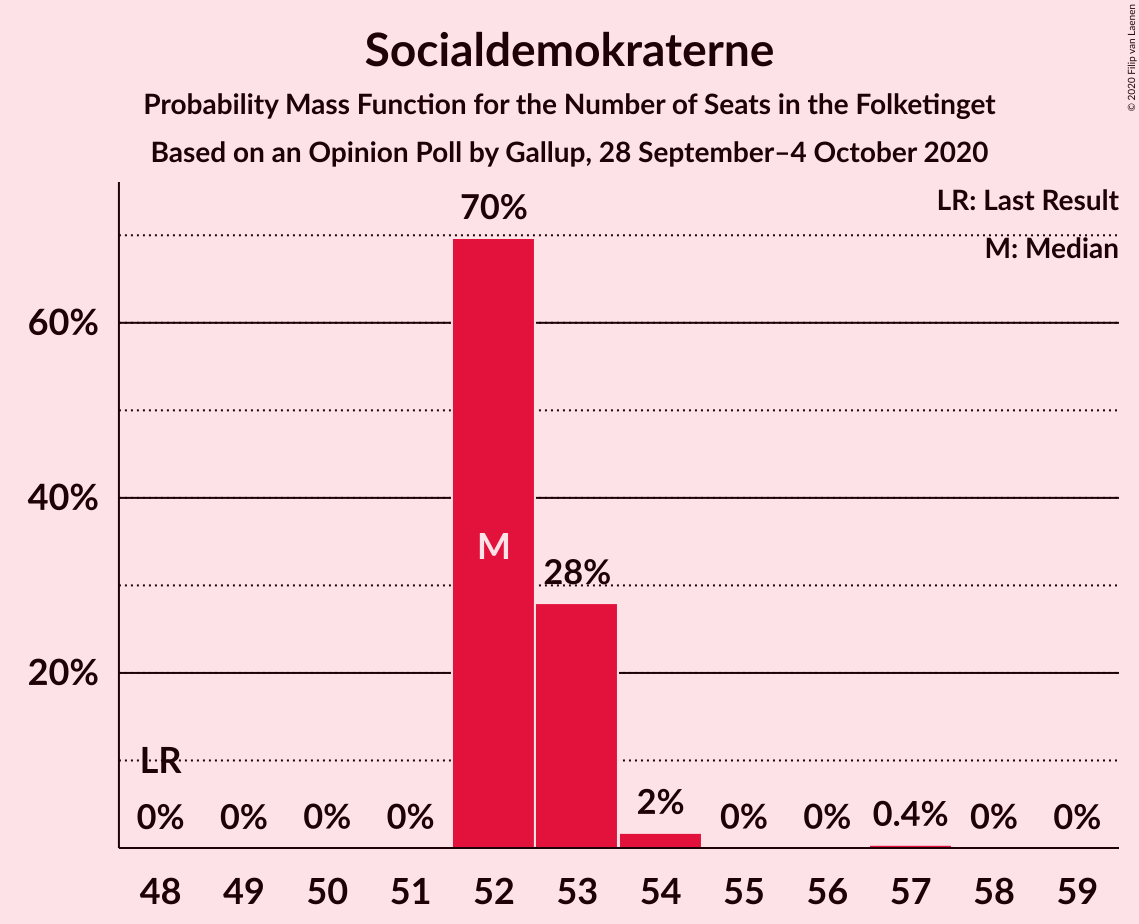 Socialdemokraterne
Probability Mass Function for the Number of Seats in the Folketinget
Based on an Opinion Poll by Gallup, 28 September–4 October 2020
© 2020 Filip van Laenen
LR: Last Result
M: Median
70%
60%
40%
M
28%
20%
LR
0% 0% 0% 0% 2% 0% 0% 0.4% 0% 0%
48 49 50 51 52 53 54 55 56 57 58 59